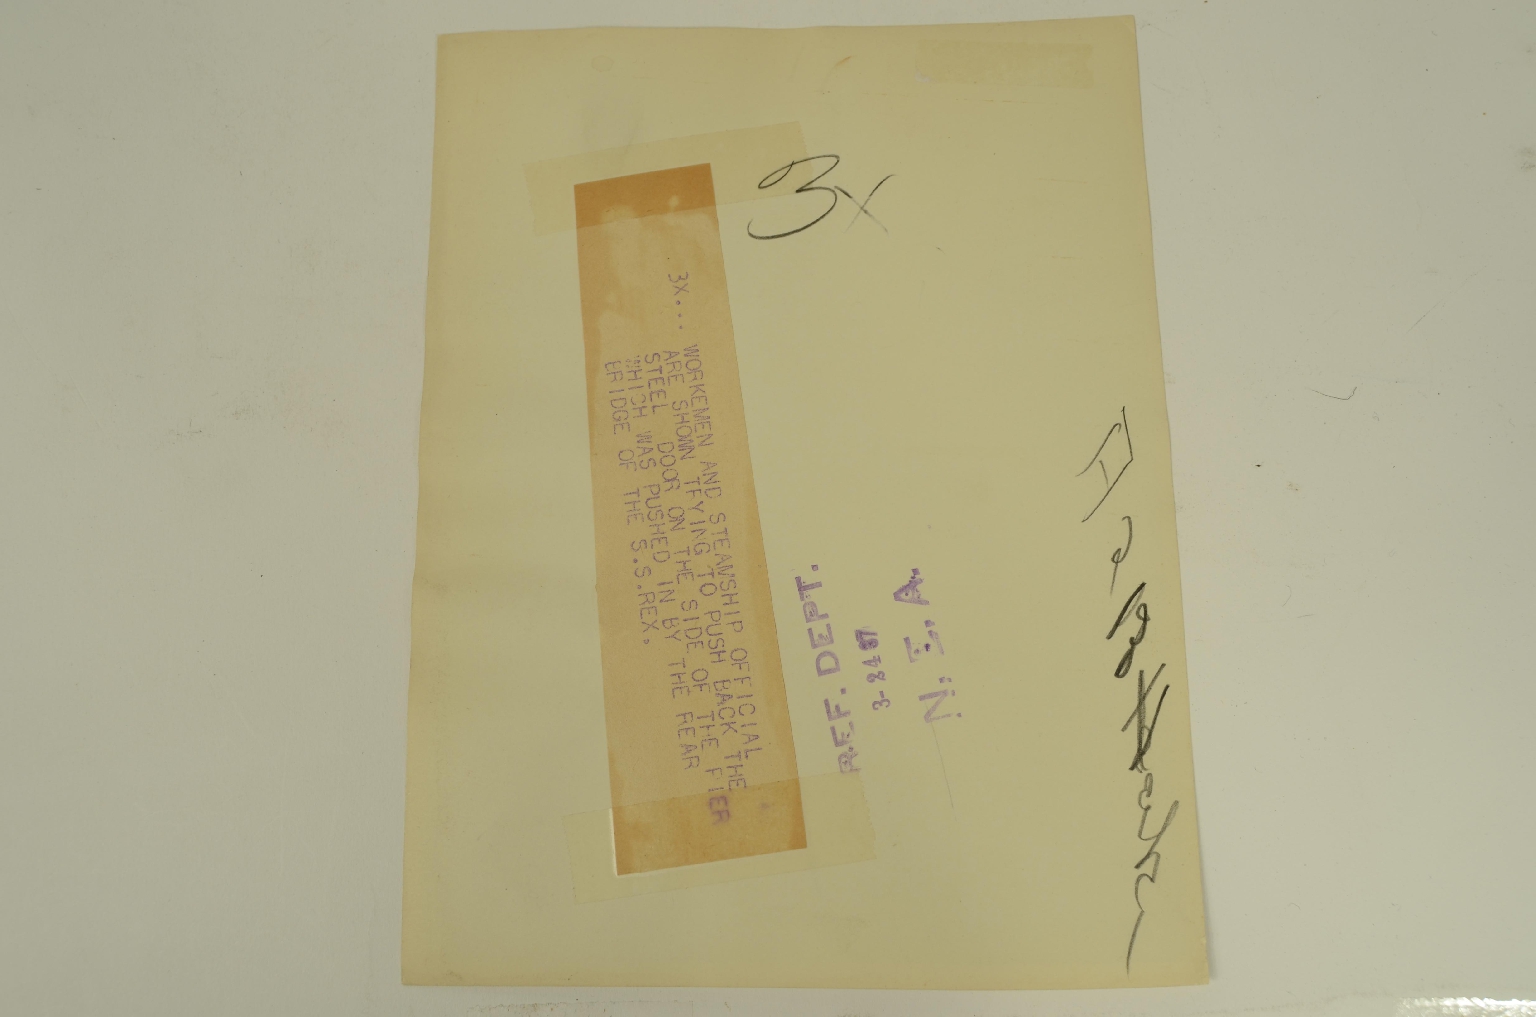 3x
3X... WORKEMEN AND STEAMSHIP OFFICIAL
ARE SHOWN TRYING TO PUSH BACK THE
STEEL DOOR ON THE SIDE OF THE PIER
WHICH WAS PUSHED IN BY THE REAR
BRIDGE OF THE S.S.REX.
REF. DEPT.
N. E. A.